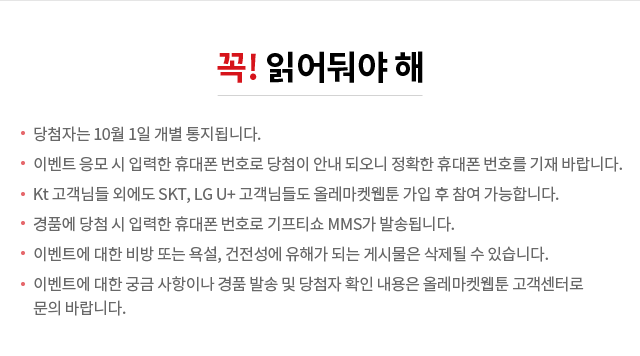 꼭! 읽어둬야 해
• 당첨자는 10월 1일 개별 통지됩니다.
• 이벤트 응모 시 입력한 휴대폰 번호로 당첨이 안내 되오니 정확한 휴대폰 번호를 기재 바랍니다.
• Kt 고객님들 외에도 SKT, LG U+ 고객님들도 올레마켓웹툰 가입 후 참여 가능합니다.
• 경품에 당첨 시 입력한 휴대폰 번호로 기프티쇼 MMS가 발송됩니다.
• 이벤트에 대한 비방 또는 욕설, 건전성에 유해가 되는 게시물은 삭제될 수 있습니다.
• 이벤트에 대한 궁금 사항이나 경품 발송 및 당첨자 확인 내용은 올레마켓웹툰 고객센터로
문의 바랍니다.